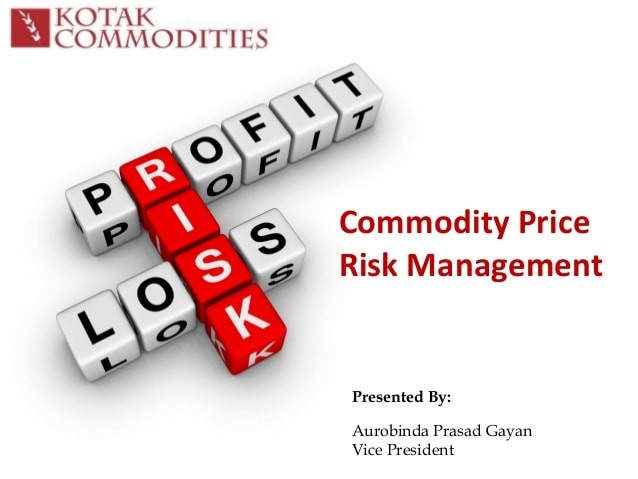 KOTAK
COMMODITIES
PROFIT
RISK
LOSS
Commodity Price
Risk Management
Presented By:
Aurobinda Prasad Gayan
Vice President